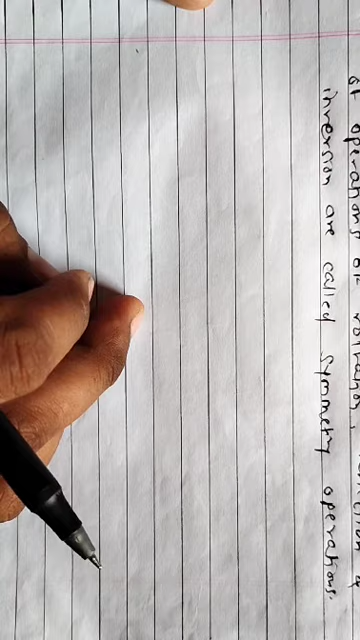 of operations of rotation,
inversion are called symmetry operations.